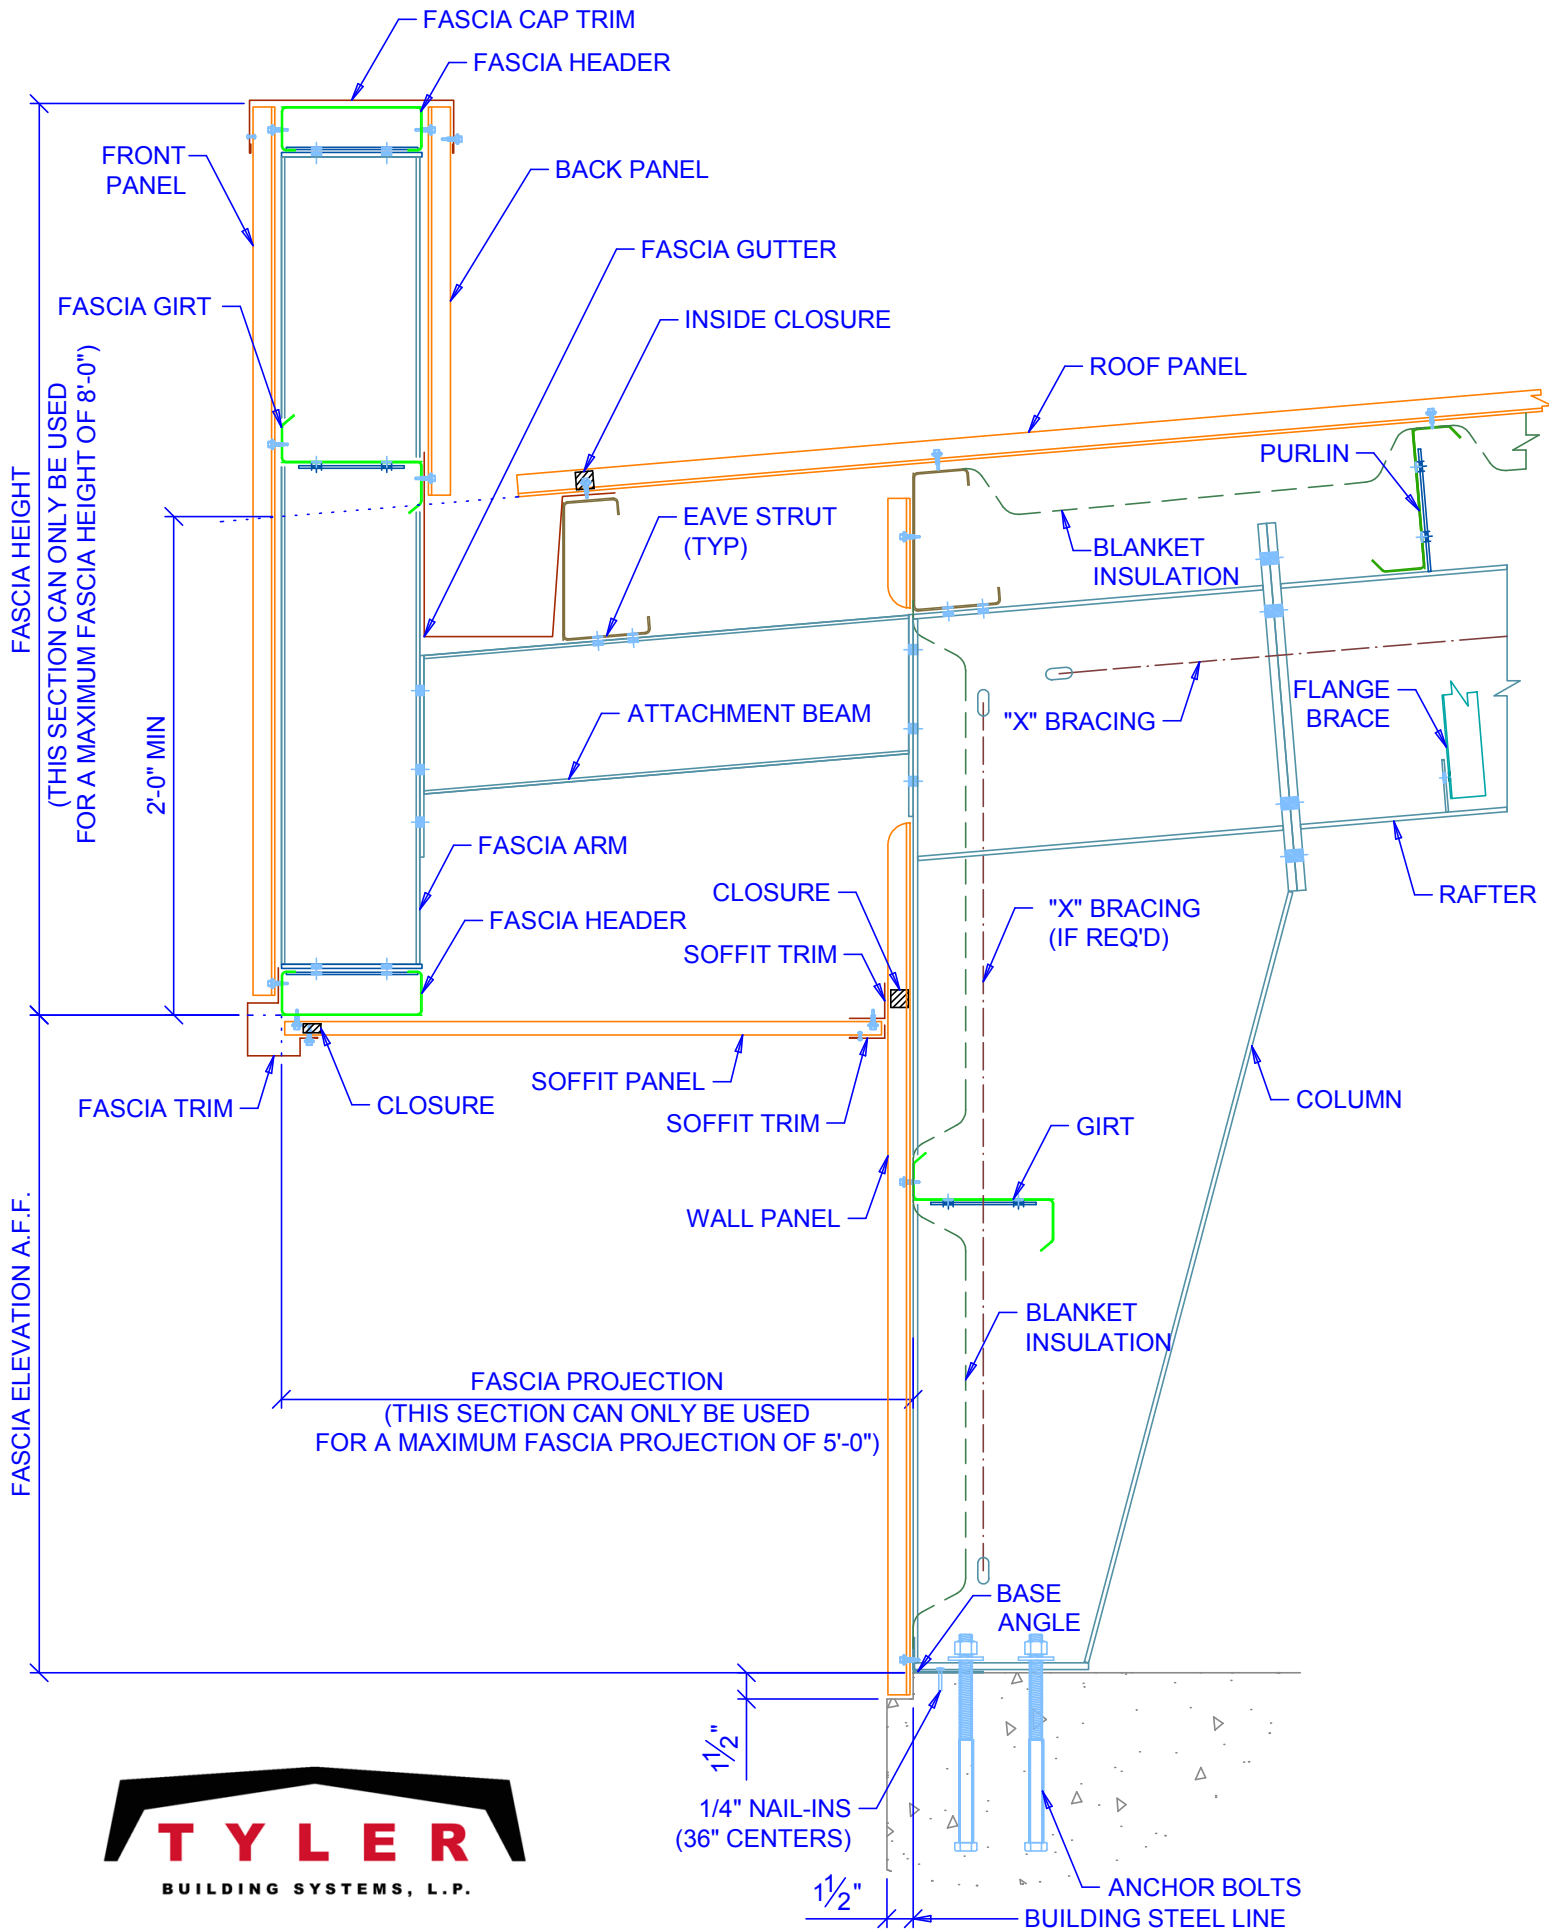 FASCIA CAP TRIM
FASCIA HEADER
FRONT
PANEL
BACK PANEL
FASCIA GUTTER
FASCIA GIRT
INSIDE CLOSURE
ROOF PANEL
PURLIN
EAVE STRUT
(TYP)
BLANKET
INSULATION
FASCIA HEIGHT
(THIS SECTION CAN ONLY BE USED
FOR A MAXIMUM FASCIA HEIGHT OF 8'-0")
2'-0" MIN
FLANGE
BRACE
"X" BRACING
ATTACHMENT BEAM
FASCIA ARM
CLOSURE
RAFTER
FASCIA HEADER
"X" BRACING
(IF REQ'D)
SOFFIT TRIM
SOFFIT PANEL
FASCIA TRIM
CLOSURE
SOFFIT TRIM
COLUMN
GIRT
WALL PANEL
FASCIA ELEVATION A.F.F.
BLANKET
INSULATION
FASCIA PROJECTION
(THIS SECTION CAN ONLY BE USED
FOR A MAXIMUM FASCIA PROJECTION OF 5'-0")
BASE
ANGLE
1½"
1/4" NAIL-INS
(36" CENTERS)
1½"
ANCHOR BOLTS
BUILDING STEEL LINE
TYLER
BUILDING SYSTEMS, L.P.